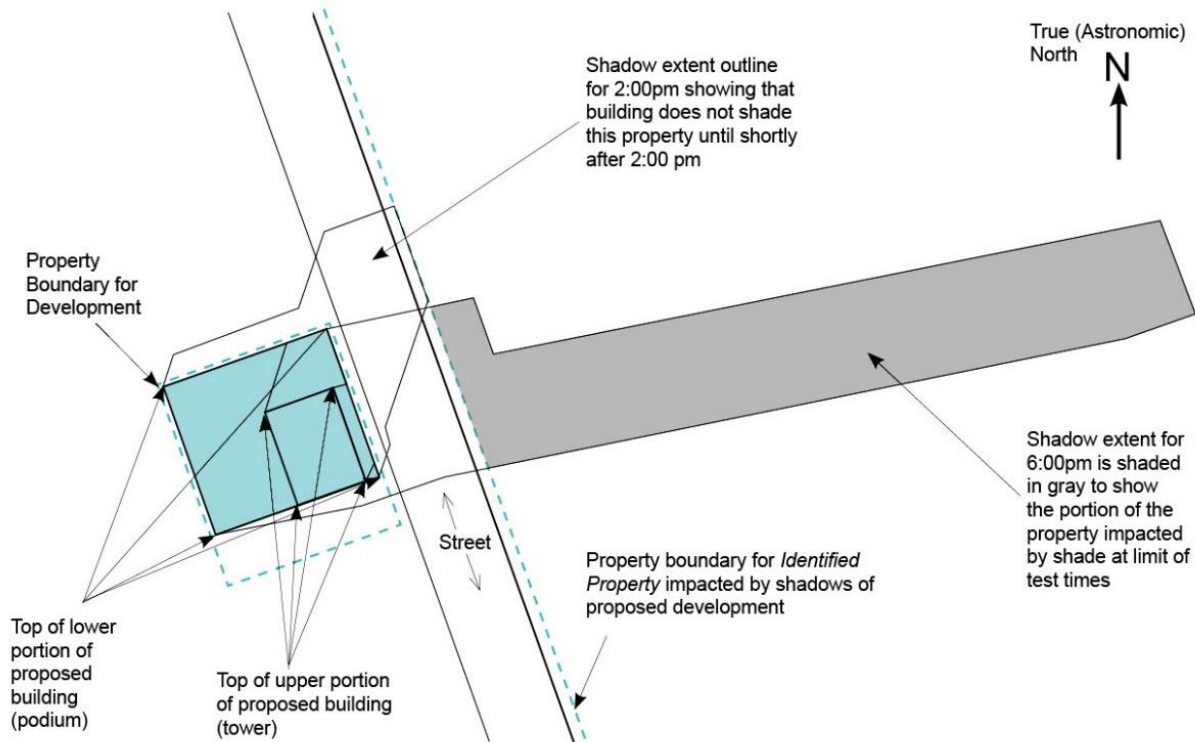 True (Astronomic)
North
N
Shadow extent outline
for 2:00pm showing that
building does not shade
this property until shortly
after 2:00 pm
Property
Boundary for
Development
Shadow extent for
6:00pm is shaded
in gray to show
the portion of the
property impacted
by shade at limit of
test times
Street
Property boundary for Identified
Property impacted by shadows of
proposed development
Top of lower
portion of
proposed
building
(podium)
Top of upper portion
of proposed building
(tower)